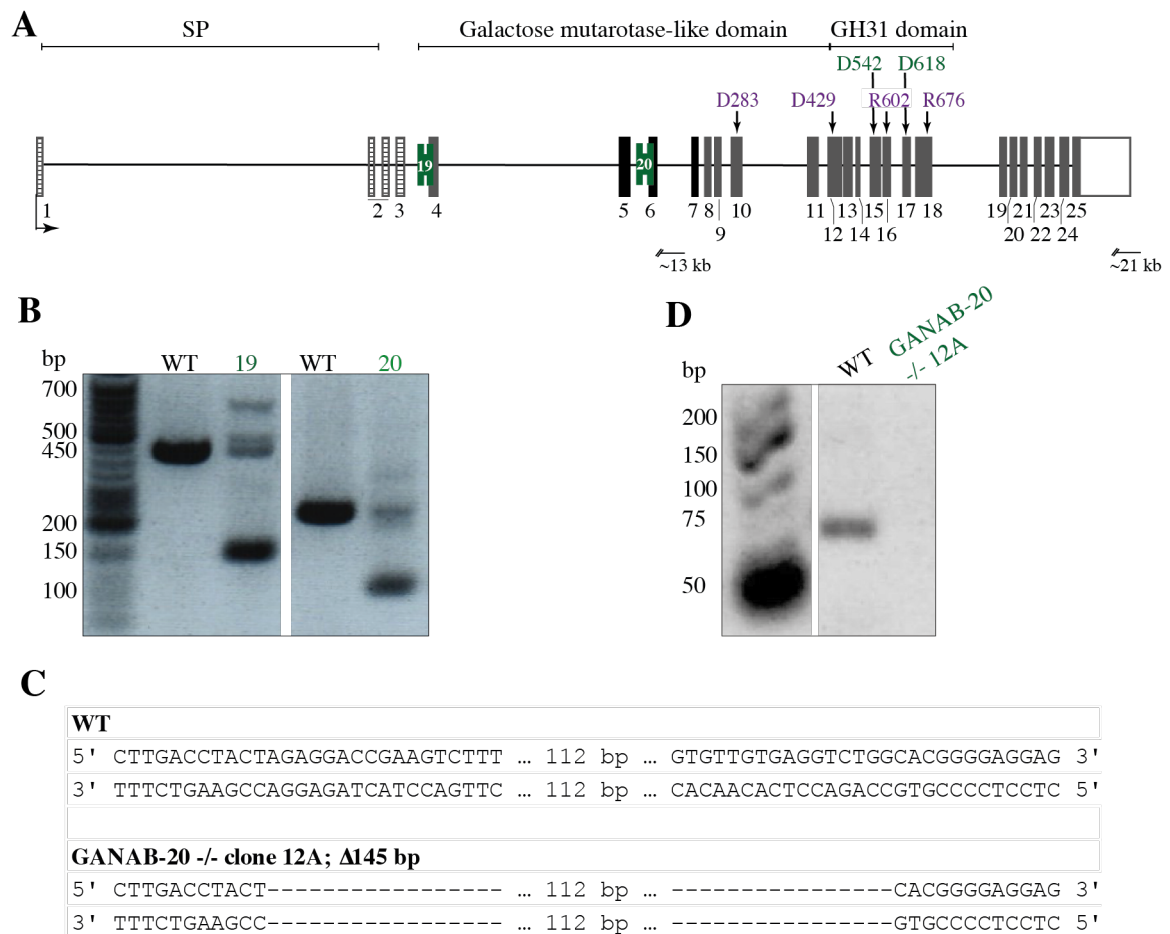 A
SP
Galactose mutarotase-like domain
GH31 domain
D542
D618
D283
D429
R602
R676
19
20
1
2
3
4
5
6
7
8
10
11
13
15
17
18
19
21
23
25
9
12
14
16
20
22
24
~13 kb
~21 kb
B
bp
WT
19
WT
20
700
500
450
200
150
100
D
bp
WT
GANAB-20
-/- 12A
200
150
100
75
50
C
WT
5' CTTGACCTACTAGAGGACCGAAGTCTTT ... 112 bp ... GTGTTGTGAGGTCTGGCACGGGGAGGAG 3'
3' TTTCTGAAGCCAGGAGATCATCCAGTTC ... 112 bp ... CACAACACTCCAGACCGTGCCCCTCCTC 5'
GANAB-20 -/- clone 12A; Δ145 bp
5' CTTGACCTACT----------------- ... 112 bp ... ----------------CACGGGGAGGAG 3'
3' TTTCTGAAGCC----------------- ... 112 bp ... ----------------GTGCCCCTCCTC 5'